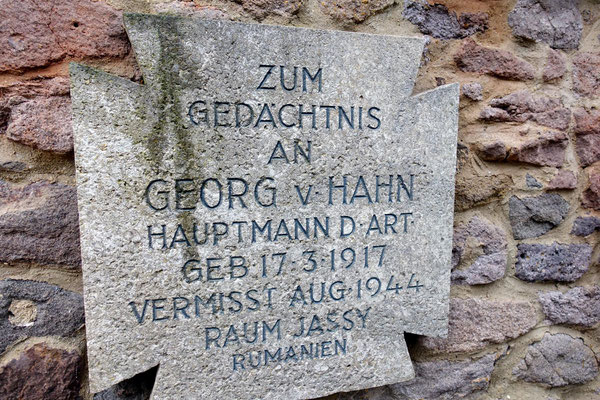 ZUM
GEDÄCHTNIS
AN
GEORG v. HAHN
HAUPTMANN D. ART.
GEB 17.3.1917
VERMISST AUG. 1944
RAUM JASSY
RUMÄNIEN